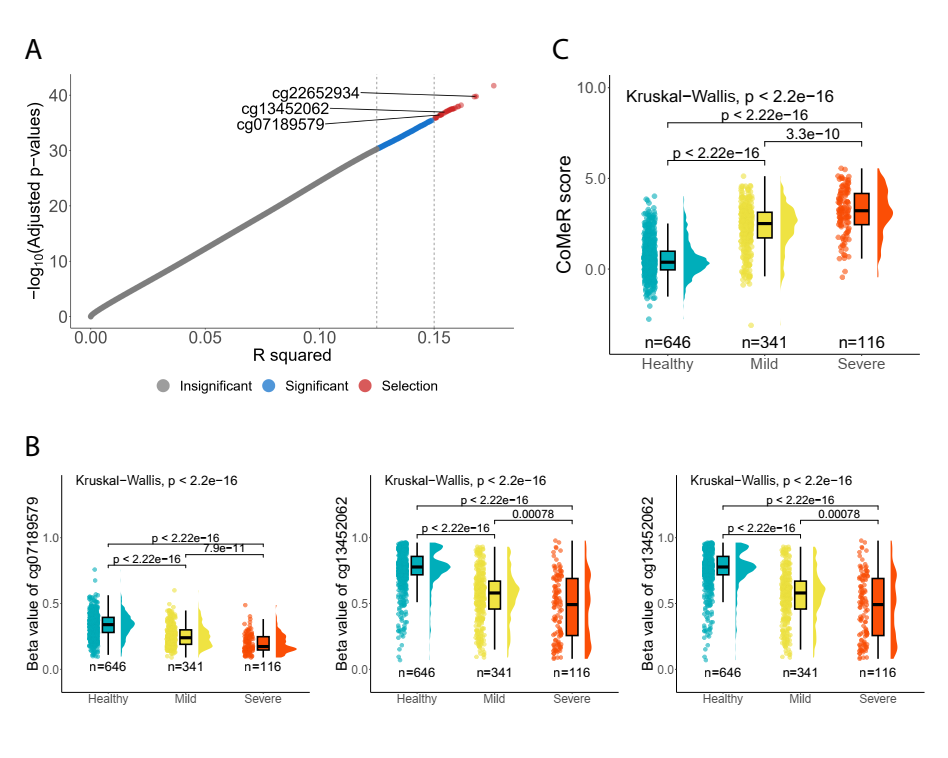 A
−log10(Adjusted p−values)
40
30
20
10
0
cg22652934
cg13452062
cg07189579
0.00
0.05
0.10
0.15
R squared
Insignificant
Significant
Selection
C
CoMeR score
10.0
5.0
0.0
Kruskal−Wallis, p < 2.2e−16
p < 2.22e−16
3.3e−10
p < 2.22e−16
n=646
n=341
n=116
Healthy
Mild
Severe
B
Beta value of cg07189579
1.0
0.5
0.0
Kruskal−Wallis, p < 2.2e−16
p < 2.22e−16
7.9e−11
p < 2.22e−16
n=646
n=341
n=116
Healthy
Mild
Severe
Beta value of cg13452062
1.0
0.5
0.0
Kruskal−Wallis, p < 2.2e−16
p < 2.22e−16
0.00078
p < 2.22e−16
n=646
n=341
n=116
Healthy
Mild
Severe
Beta value of cg13452062
1.0
0.5
0.0
Kruskal−Wallis, p < 2.2e−16
p < 2.22e−16
0.00078
p < 2.22e−16
n=646
n=341
n=116
Healthy
Mild
Severe